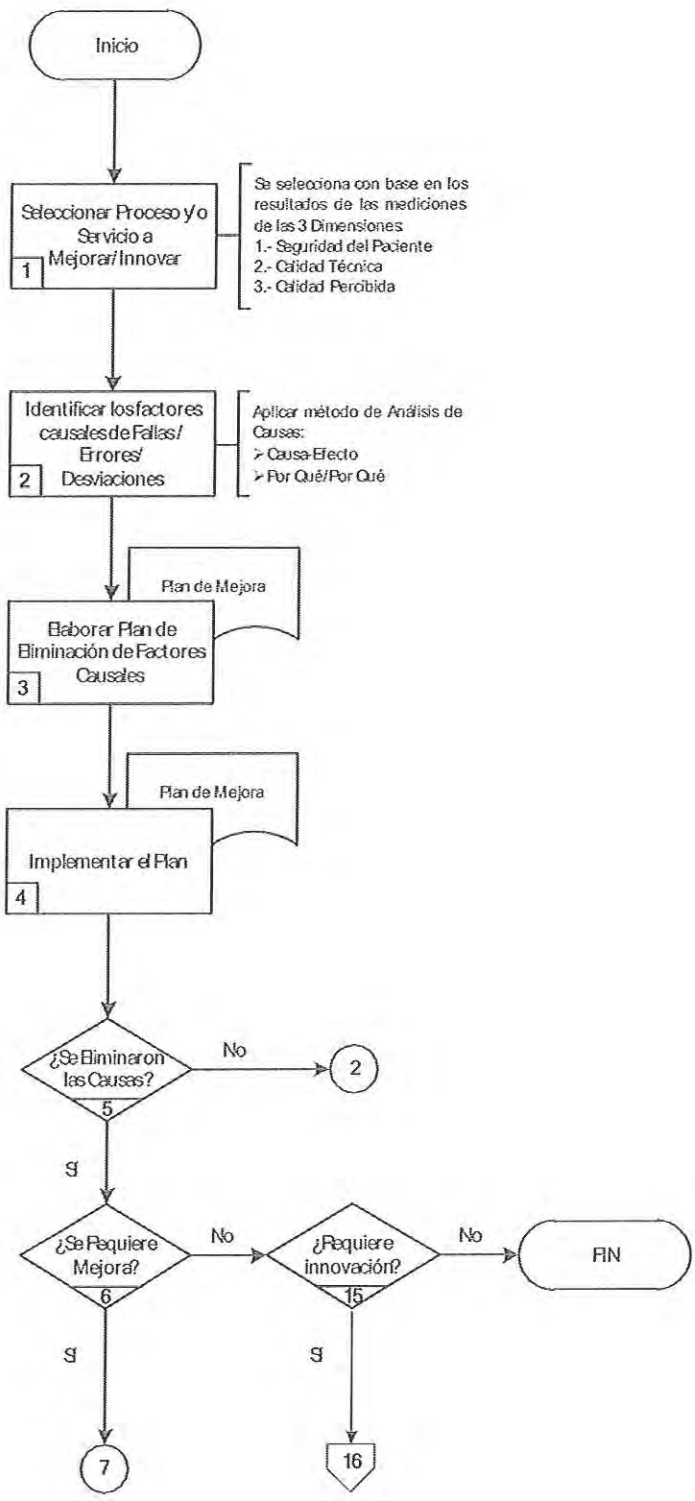 Inicio
Seleccionar Proceso y/o
Servicio a
Mejorar/Innovar
1
Se selecciona con base en los
resultados de las mediciones
de las 3 Dimensiones:
1.- Seguridad del Paciente
2.- Calidad Técnica
3.- Calidad Percibida
Identificar los factores
causales de Fallas/
Errores/
Desviaciones
2
Aplicar método de Análisis de
Causas:
➢ Causa-Efecto
➢ Por Qué/Por Qué
Plan de Mejora
Elaborar Plan de
Eliminación de Factores
Causales
3
Plan de Mejora
Implementar el Plan
4
¿Se Eliminaron
las Causas?
5
No
2
Sí
¿Se Requiere
Mejora?
6
No
¿Requiere
innovación?
15
No
FIN
Sí
Sí
7
16